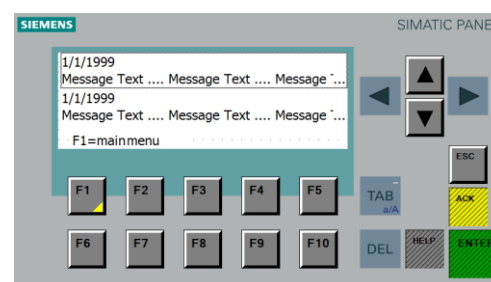 SIEMENS
SIMATIC PANE
1/1/1999
Message Text .... Message Text .... Message ...
1/1/1999
Message Text .... Message Text .... Message ...
F1=mainmenu
ESC
F1 F2 F3 F4 F5 TAB ACK
a/A
F6 F7 F8 F9 F10 DEL HELP ENTE